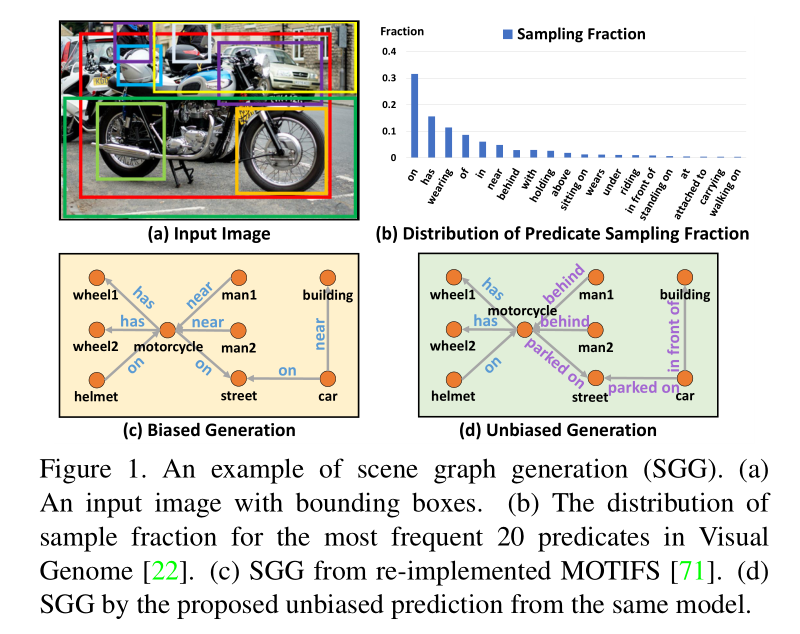 Fraction
Sampling Fraction
0.4
0.3
0.2
0.1
0
on
has
wearing
of
in
near
behind
with
holding
above
sitting on
wears
under
riding
in front of
standing on
at
attached to
carrying
walking on
(a) Input Image
(b) Distribution of Predicate Sampling Fraction
wheel1
has
near
man1
building
wheel2
has
motorcycle
near
man2
near
helmet
on
on
street
on
car
(c) Biased Generation
wheel1
has
motorcycle
behind
man1
building
wheel2
has
behind
man2
in front of
helmet
on
parked on
street
parked on
car
(d) Unbiased Generation
Figure 1. An example of scene graph generation (SGG). (a)
An input image with bounding boxes. (b) The distribution of
sample fraction for the most frequent 20 predicates in Visual
Genome [22]. (c) SGG from re-implemented MOTIFS [71]. (d)
SGG by the proposed unbiased prediction from the same model.